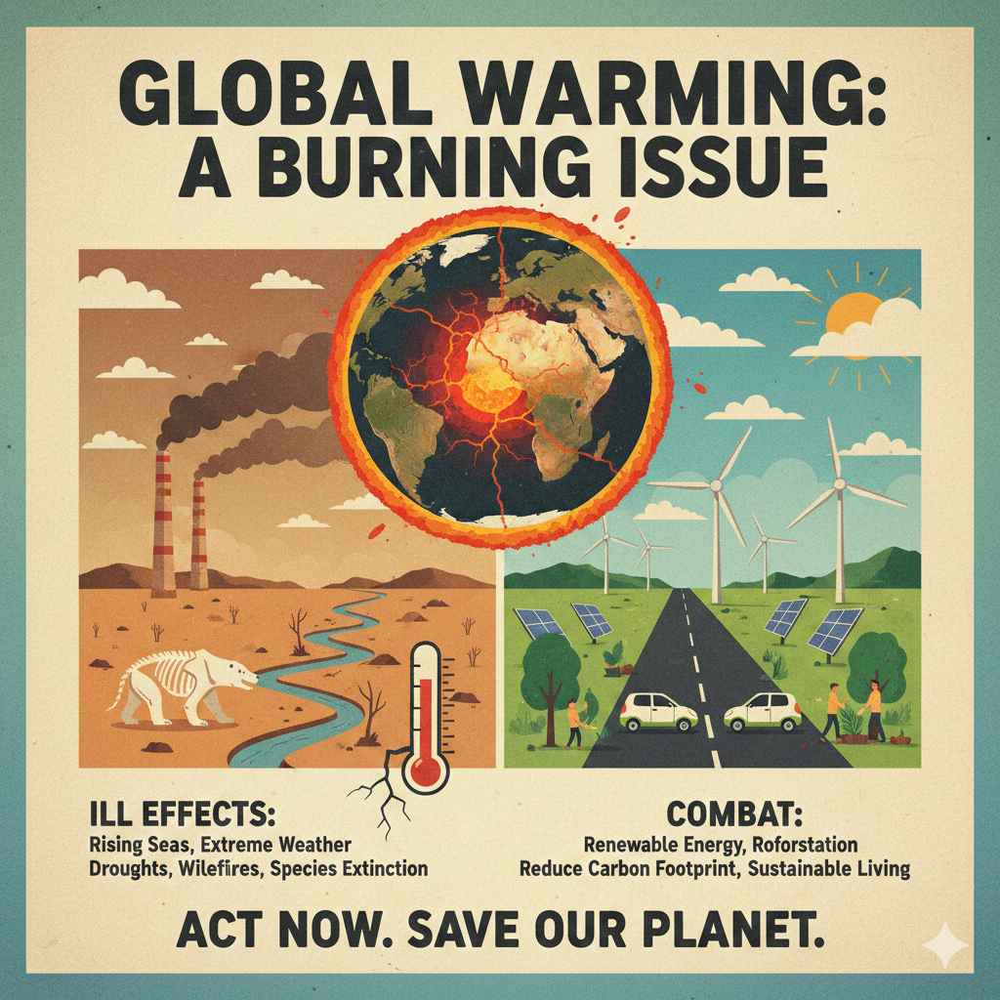 GLOBAL WARMING:
A BURNING ISSUE
ILL EFFECTS:
Rising Seas, Extreme Weather
Droughts, Wilefires, Species Extinction
COMBAT:
Renewable Energy, Roforstation
Reduce Carbon Footprint, Sustainable Living
ACT NOW. SAVE OUR PLANET.